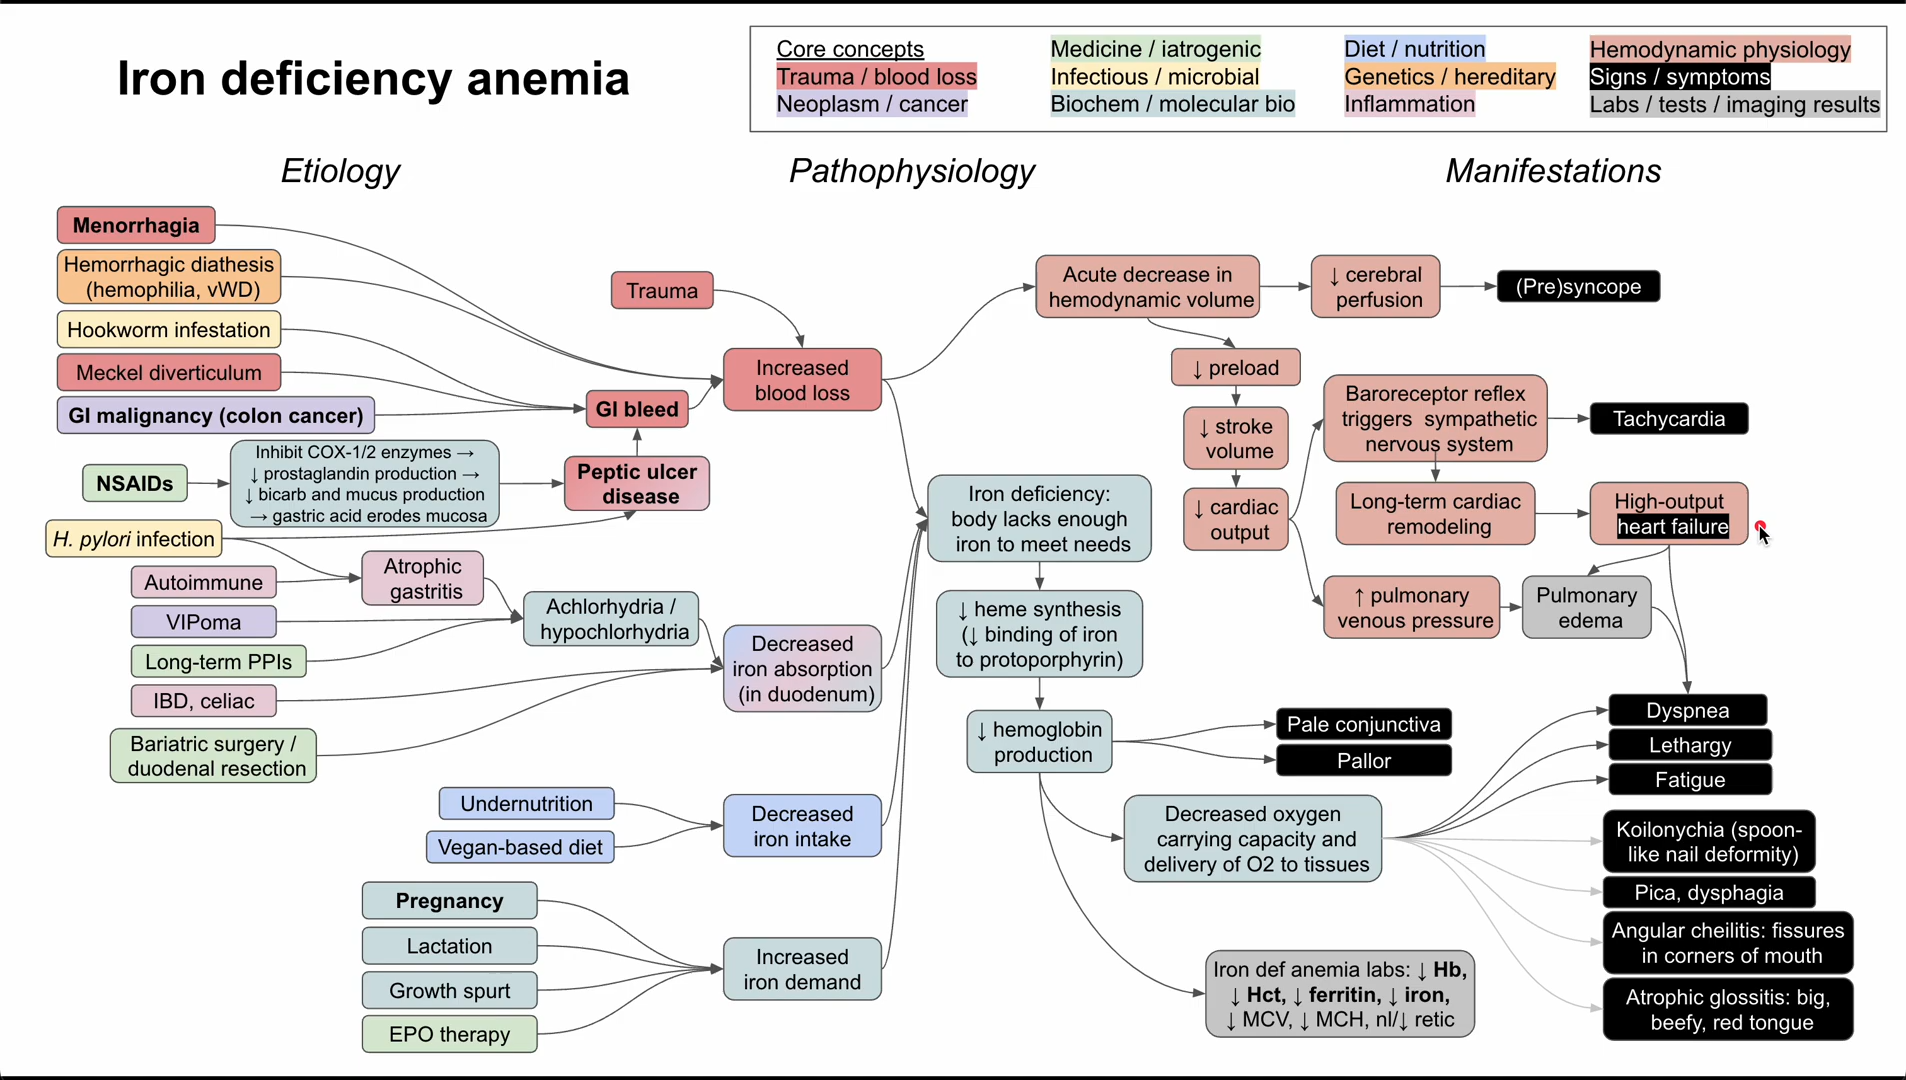 Iron deficiency anemia
Core concepts
Trauma / blood loss
Neoplasm / cancer
Medicine / iatrogenic
Infectious / microbial
Biochem / molecular bio
Diet / nutrition
Genetics / hereditary
Inflammation
Hemodynamic physiology
Signs / symptoms
Labs / tests / imaging results
Etiology
Pathophysiology
Manifestations
Menorrhagia
Hemorrhagic diathesis
(hemophilia, vWD)
Hookworm infestation
Meckel diverticulum
GI malignancy (colon cancer)
NSAIDs
Inhibit COX-1/2 enzymes →
↓ prostaglandin production →
↓ bicarb and mucus production
→ gastric acid erodes mucosa
H. pylori infection
Autoimmune
VIPoma
Long-term PPIs
IBD, celiac
Bariatric surgery /
duodenal resection
Atrophic
gastritis
Achlorhydria /
hypochlorhydria
Undernutrition
Vegan-based diet
Pregnancy
Lactation
Growth spurt
EPO therapy
Trauma
GI bleed
Peptic ulcer
disease
Increased
blood loss
Decreased
iron absorption
(in duodenum)
Decreased
iron intake
Increased
iron demand
Iron deficiency:
body lacks enough
iron to meet needs
↓ heme synthesis
(↓ binding of iron
to protoporphyrin)
↓ hemoglobin
production
Acute decrease in
hemodynamic volume
↓ cerebral
perfusion
(Pre)syncope
↓ preload
↓ stroke
volume
↓ cardiac
output
Baroreceptor reflex
triggers sympathetic
nervous system
Tachycardia
Long-term cardiac
remodeling
High-output
heart failure
↑ pulmonary
venous pressure
Pulmonary
edema
Pale conjunctiva
Pallor
Decreased oxygen
carrying capacity and
delivery of O2 to tissues
Iron def anemia labs: ↓ Hb,
↓ Hct, ↓ ferritin, ↓ iron,
↓ MCV, ↓ MCH, nl/↓ retic
Dyspnea
Lethargy
Fatigue
Koilonychia (spoon-
like nail deformity)
Pica, dysphagia
Angular cheilitis: fissures
in corners of mouth
Atrophic glossitis: big,
beefy, red tongue